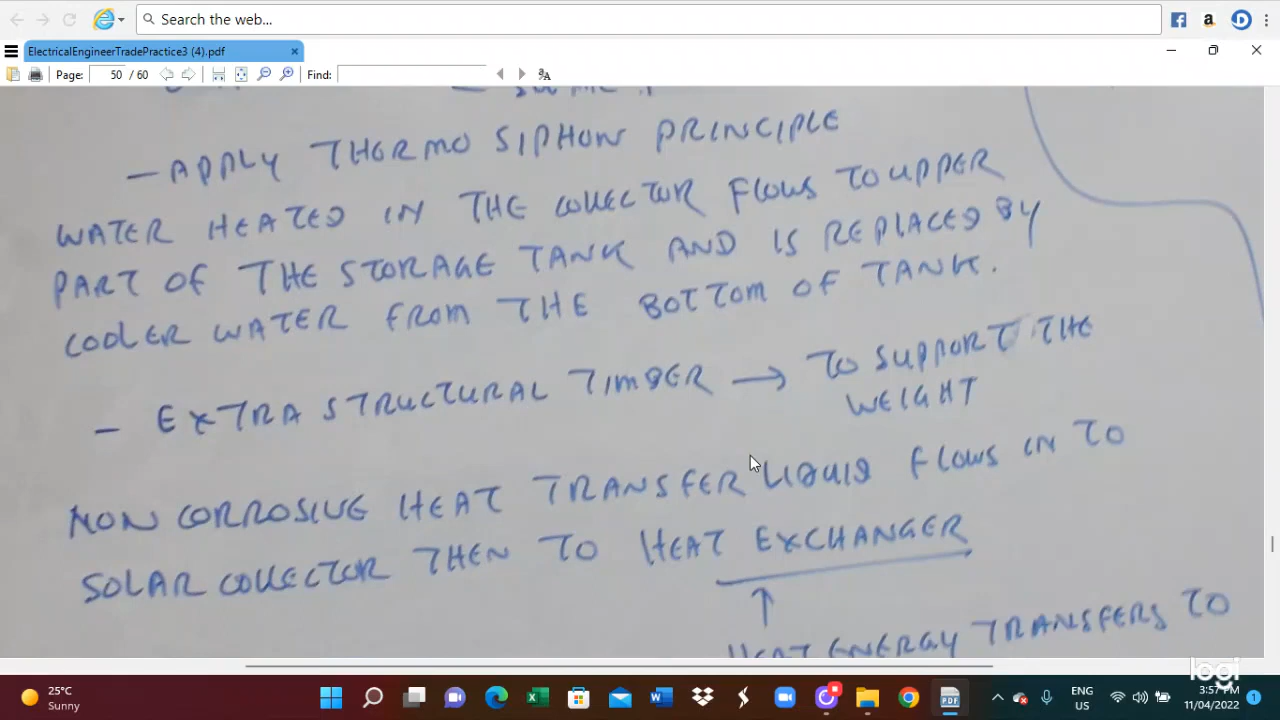 Search the web...
ElectricalEngineerTradePractice3 (4).pdf
Page: 50 / 60 Find:
- APPLY THERMO SIPHON PRINCIPLE
WATER HEATED IN THE COLLECTOR FLOWS TO UPPER
PART OF THE STORAGE TANK AND IS REPLACED BY
COOLER WATER FROM THE BOTTOM OF TANK.
- EXTRA STRUCTURAL TIMBER → TO SUPPORT THE
WEIGHT
NON CORROSIVE HEAT TRANSFER LIQUID FLOWS IN TO
SOLAR COLLECTOR THEN TO HEAT EXCHANGER
↑
HEAT ENERGY TRANSFERS TO
logi
25°C
Sunny
ENG
US
3:57 PM
11/04/2022